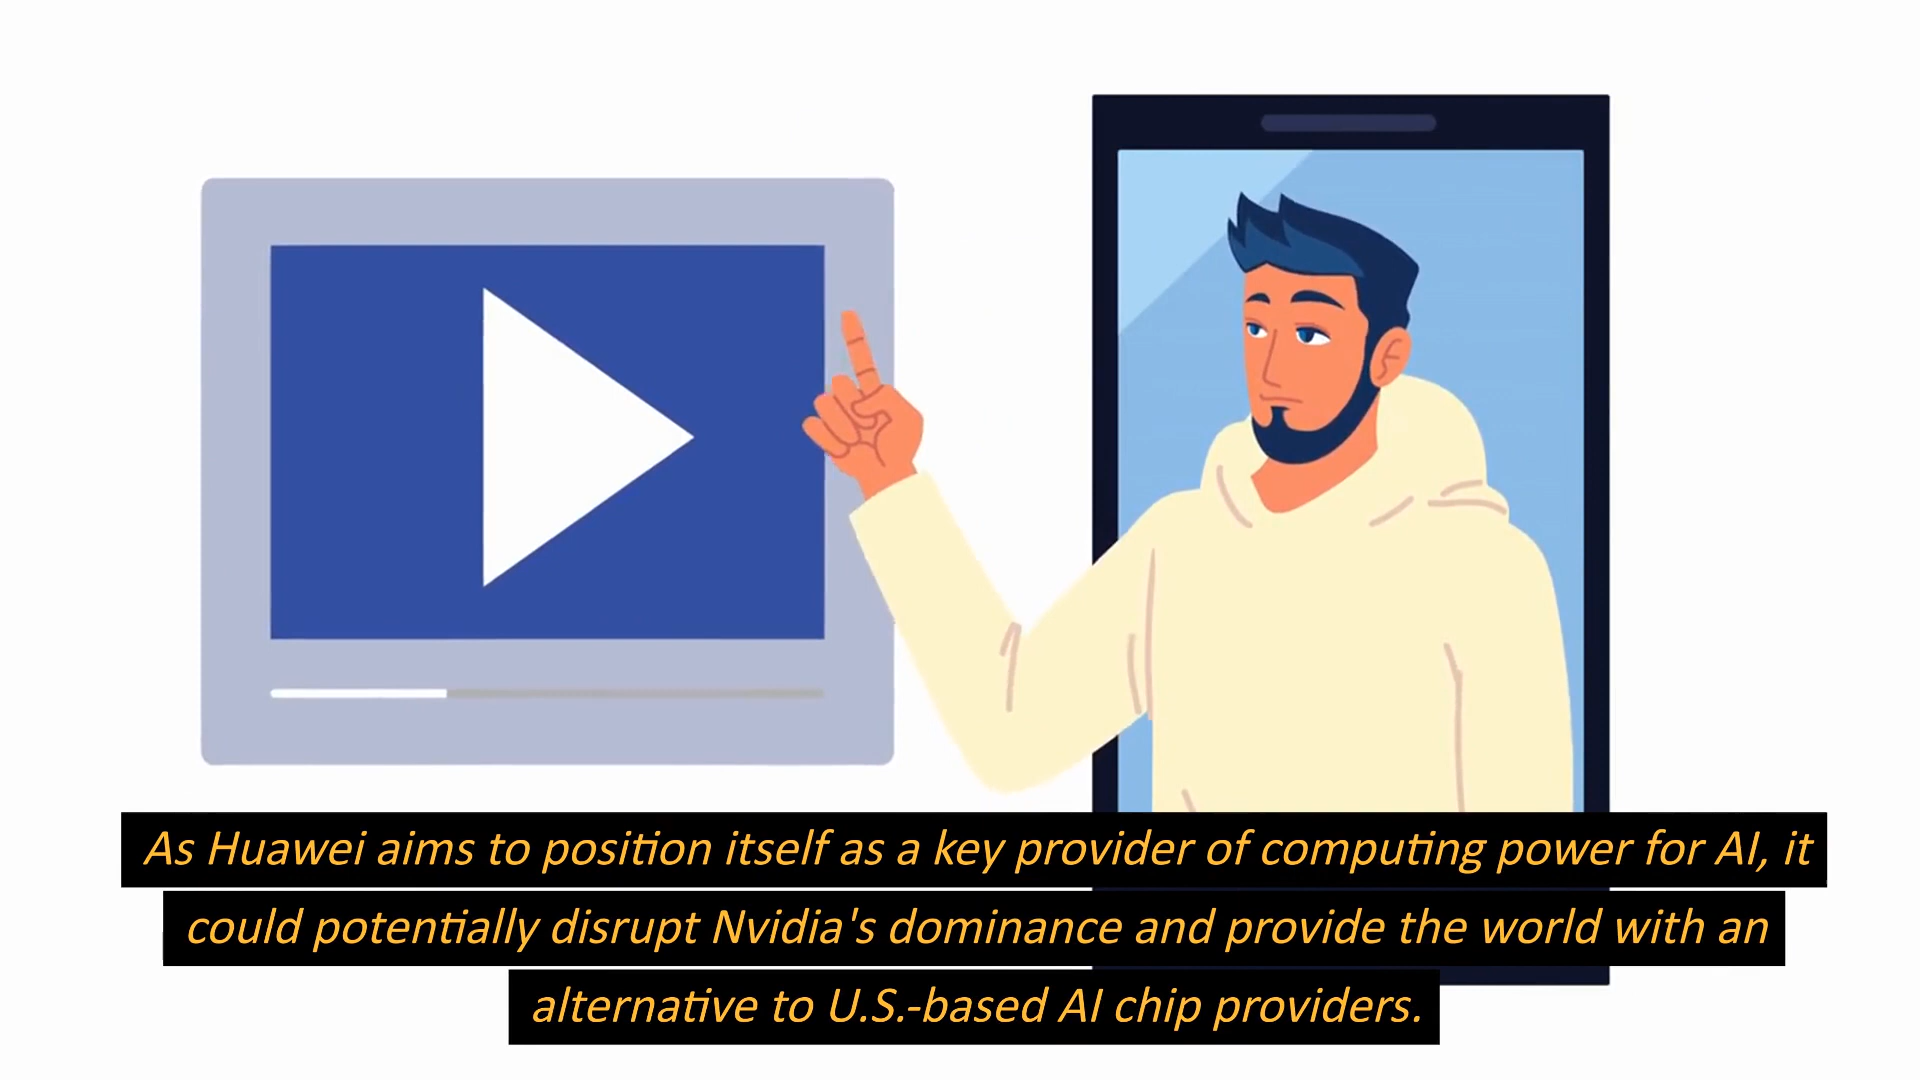 As Huawei aims to position itself as a key provider of computing power for AI, it
could potentially disrupt Nvidia's dominance and provide the world with an
alternative to U.S.-based AI chip providers.